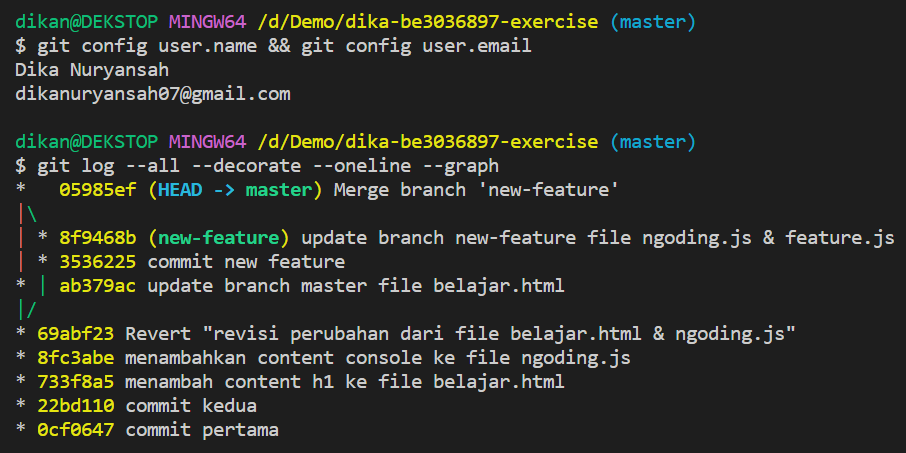 dikan@DEKSTOP MINGW64 /d/Demo/dika-be3036897-exercise (master)
$ git config user.name && git config user.email
Dika Nuryansah
dikanuryansah07@gmail.com

dikan@DEKSTOP MINGW64 /d/Demo/dika-be3036897-exercise (master)
$ git log --all --decorate --oneline --graph
*   05985ef (HEAD -> master) Merge branch 'new-feature'
|\
| * 8f9468b (new-feature) update branch new-feature file ngoding.js & feature.js
| * 3536225 commit new feature
* | ab379ac update branch master file belajar.html
|/
* 69abf23 Revert "revisi perubahan dari file belajar.html & ngoding.js"
* 8fc3abe menambahkan content console ke file ngoding.js
* 733f8a5 menambah content h1 ke file belajar.html
* 22bd110 commit kedua
* 0cf0647 commit pertama